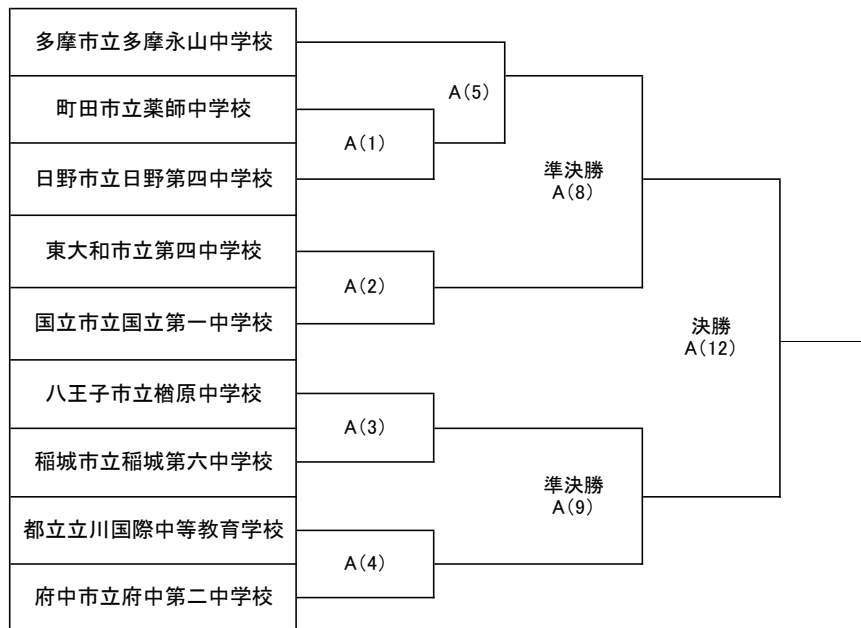 多摩市立多摩永山中学校
町田市立薬師中学校
日野市立日野第四中学校
東大和市立第四中学校
国立市立国立第一中学校
八王子市立楢原中学校
稲城市立稲城第六中学校
都立立川国際中等教育学校
府中市立府中第二中学校
A(1)
A(2)
A(3)
A(4)
A(5)
準決勝
A(8)
準決勝
A(9)
決勝
A(12)